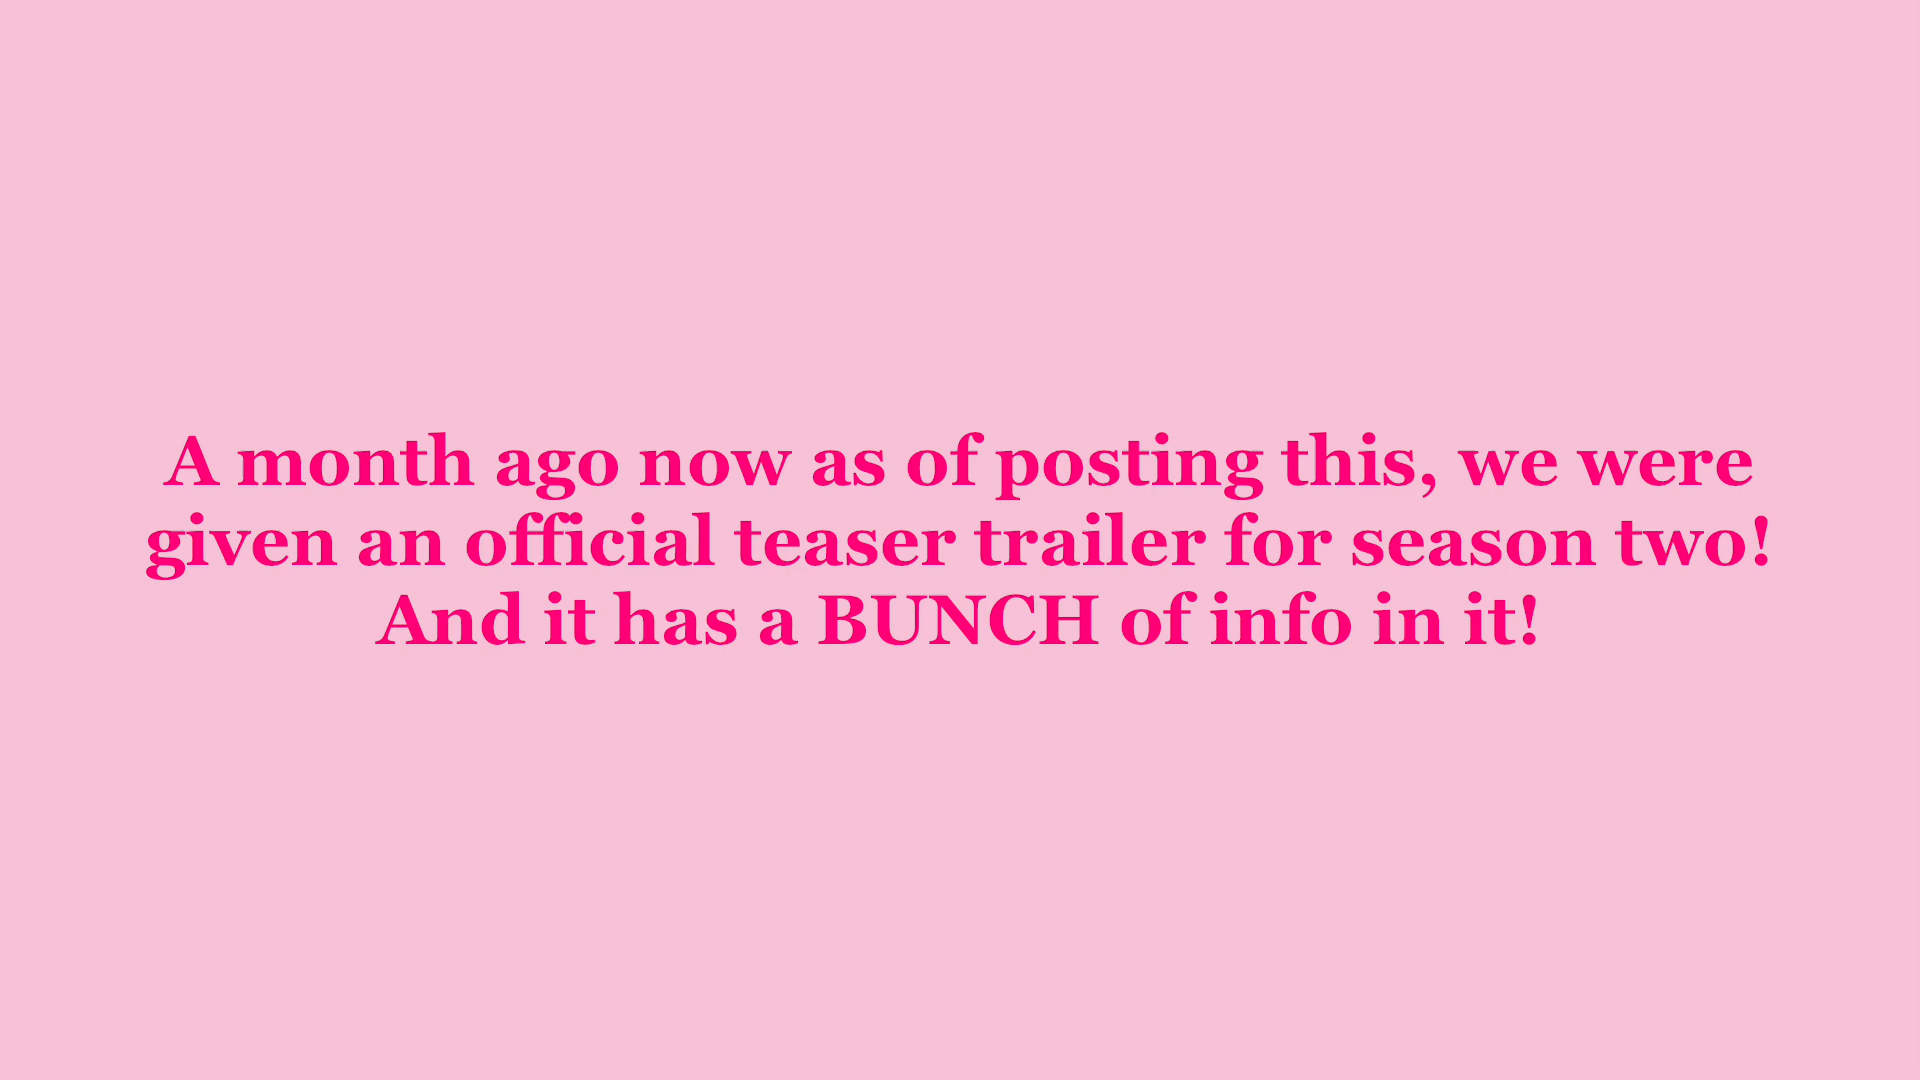 A month ago now as of posting this, we were
given an official teaser trailer for season two!
And it has a BUNCH of info in it!